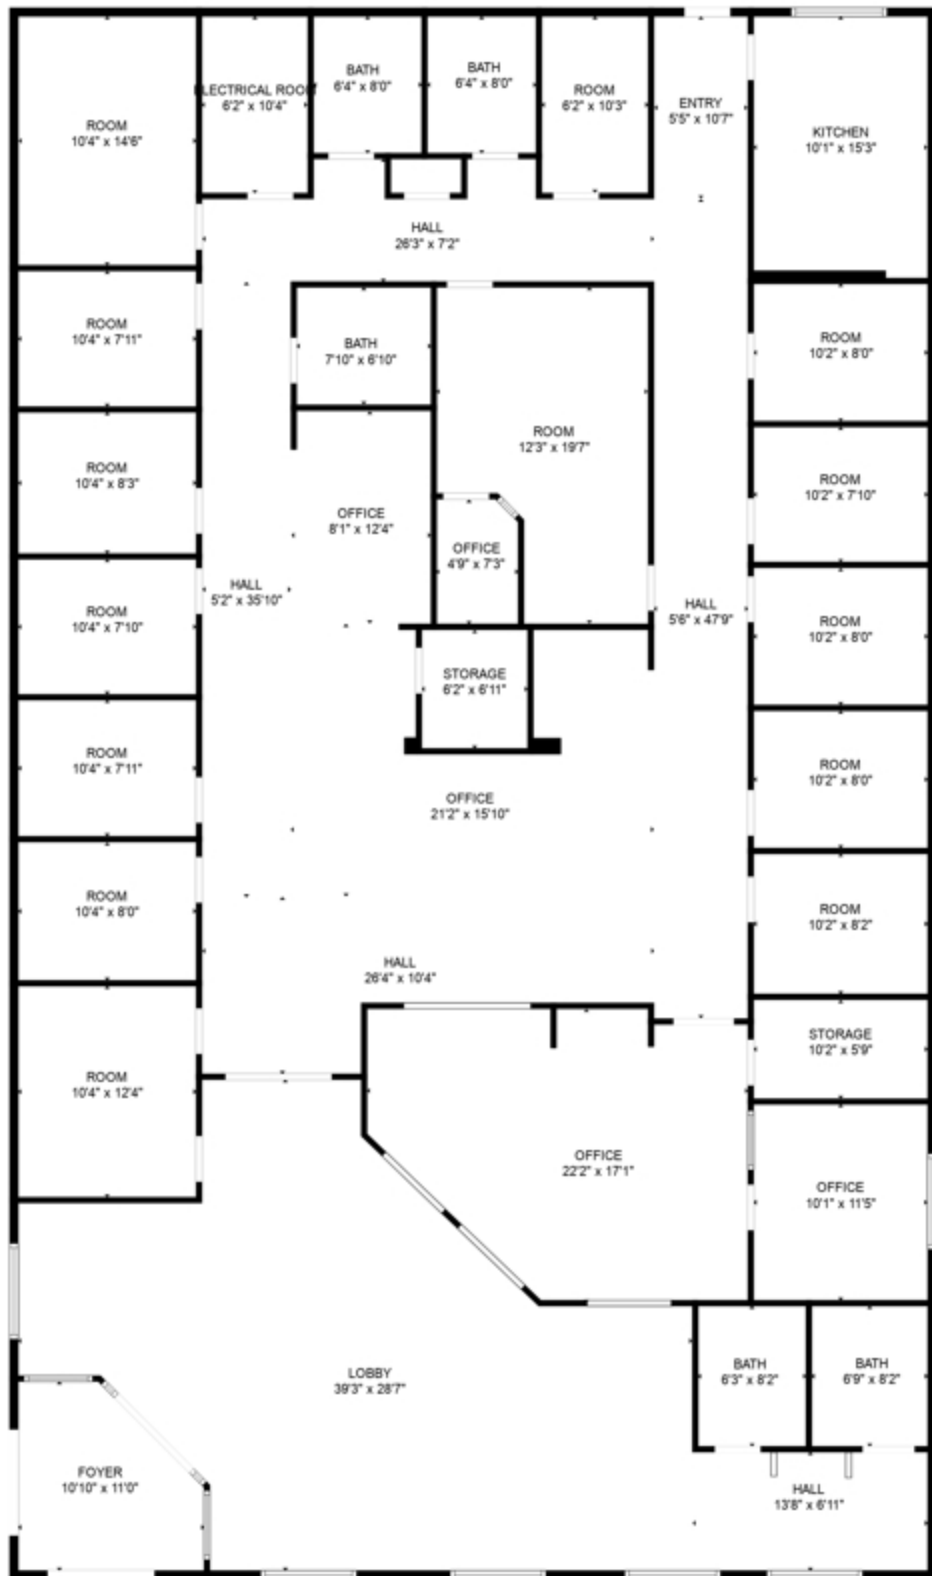 ROOM
10'4" x 14'6"
ELECTRICAL ROOM
6'2" x 10'4"
BATH
6'4" x 8'0"
BATH
6'4" x 8'0"
ROOM
6'2" x 10'3"
ENTRY
5'5" x 10'7"
KITCHEN
10'1" x 15'3"
HALL
26'3" x 7'2"
ROOM
10'4" x 7'11"
BATH
7'10" x 6'10"
ROOM
10'2" x 8'0"
ROOM
12'3" x 19'7"
ROOM
10'4" x 8'3"
ROOM
10'2" x 7'10"
OFFICE
8'1" x 12'4"
OFFICE
4'9" x 7'3"
HALL
5'2" x 35'10"
ROOM
10'4" x 7'10"
HALL
5'6" x 47'9"
ROOM
10'2" x 8'0"
STORAGE
6'2" x 6'11"
ROOM
10'4" x 7'11"
ROOM
10'2" x 8'0"
OFFICE
21'2" x 15'10"
ROOM
10'4" x 8'0"
ROOM
10'2" x 8'2"
HALL
26'4" x 10'4"
STORAGE
10'2" x 5'9"
ROOM
10'4" x 12'4"
OFFICE
22'2" x 17'1"
OFFICE
10'1" x 11'5"
LOBBY
39'3" x 28'7"
BATH
6'3" x 8'2"
BATH
6'9" x 8'2"
FOYER
10'10" x 11'0"
HALL
13'8" x 6'11"